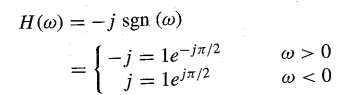 H(ω) = −j sgn (ω)
= { −j = 1e^{−jπ/2}    ω > 0
j = 1e^{jπ/2}    ω < 0